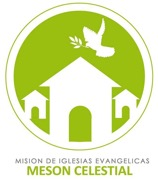 MISION DE IGLESIAS EVANGELICAS
MESON CELESTIAL